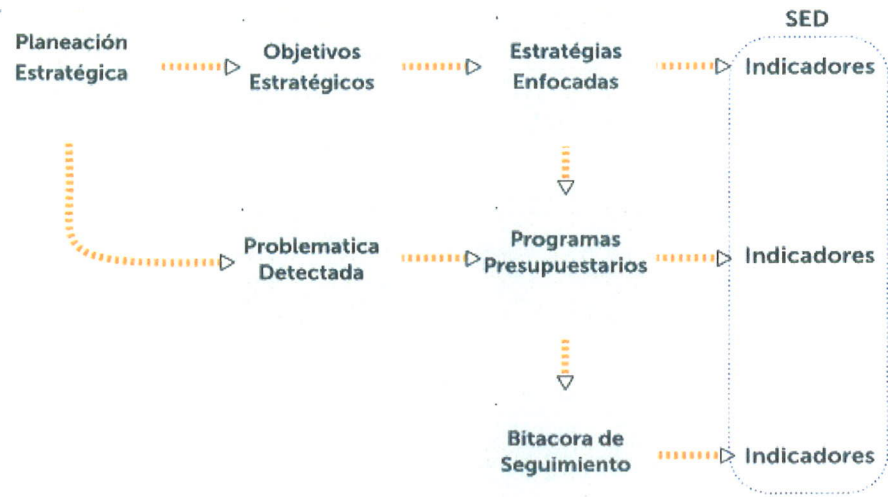 SED
Planeación
Estratégica
Objetivos
Estratégicos
Estratégias
Enfocadas
Indicadores
Problematica
Detectada
Programas
Presupuestarios
Indicadores
Bitacora de
Seguimiento
Indicadores